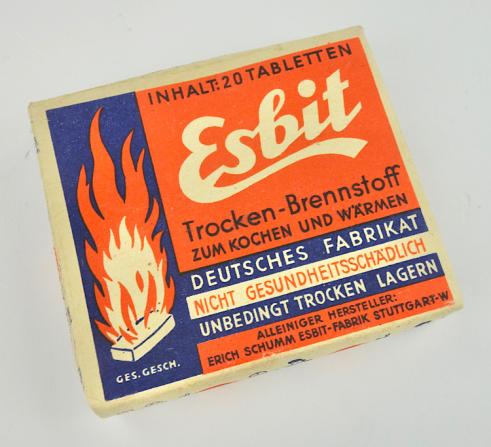 INHALT: 20 TABLETTEN
Esbit
Trocken-Brennstoff
ZUM KOCHEN UND WÄRMEN
DEUTSCHES FABRIKAT
NICHT GESUNDHEITSSCHÄDLICH
UNBEDINGT TROCKEN LAGERN
ALLEINIGER HERSTELLER:
ERICH SCHUMM ESBIT-FABRIK STUTTGART-W
GES. GESCH.